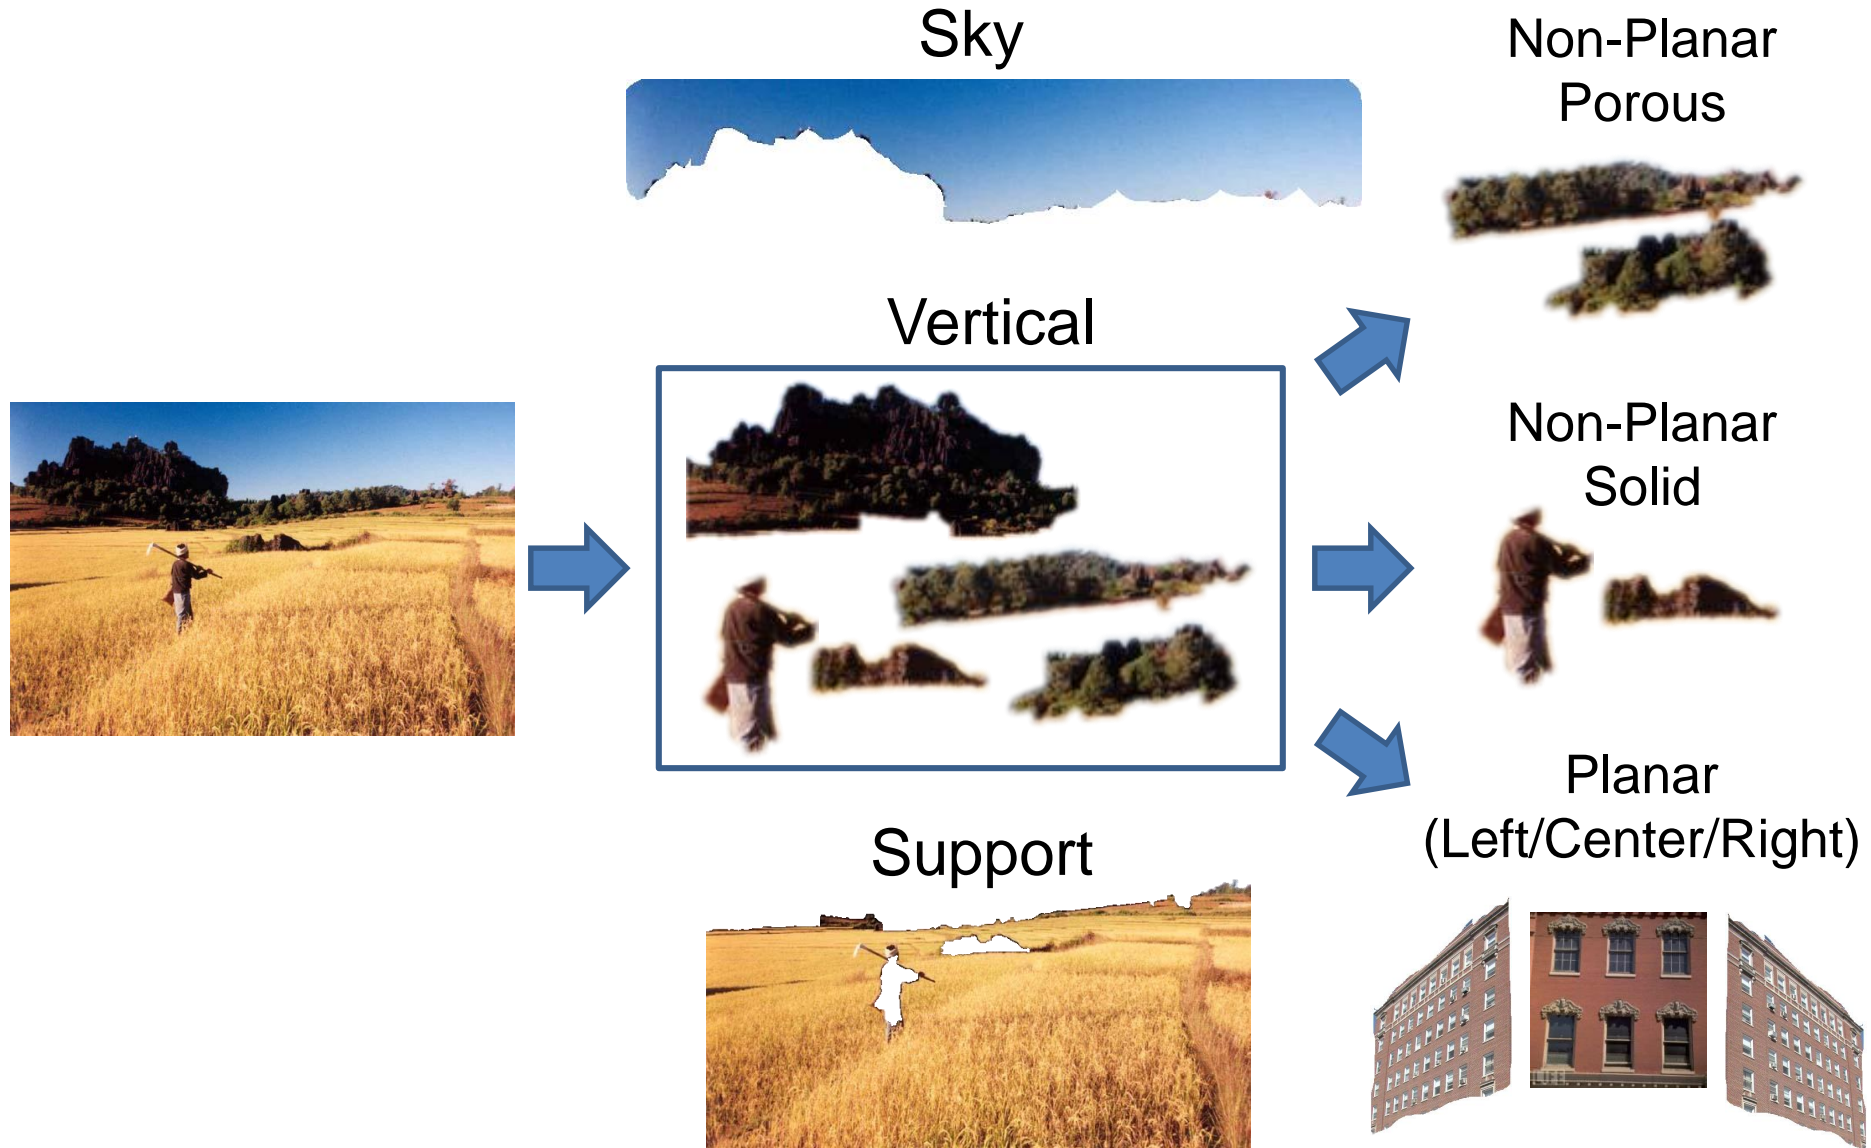 Sky
Non-Planar
Porous
Vertical
Non-Planar
Solid
Planar
(Left/Center/Right)
Support